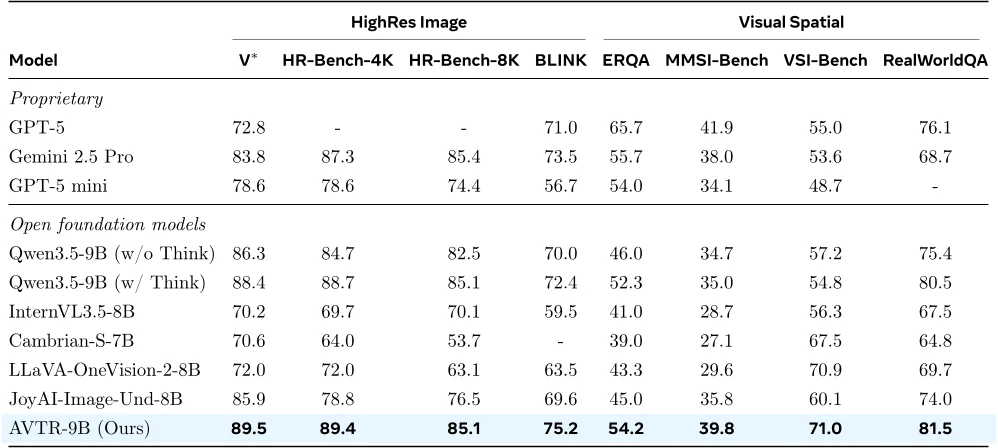 HighRes Image Visual Spatial
Model V* HR-Bench-4K HR-Bench-8K BLINK ERQA MMSI-Bench VSI-Bench RealWorldQA
Proprietary
GPT-5 72.8 - - 71.0 65.7 41.9 55.0 76.1
Gemini 2.5 Pro 83.8 87.3 85.4 73.5 55.7 38.0 53.6 68.7
GPT-5 mini 78.6 78.6 74.4 56.7 54.0 34.1 48.7 -
Open foundation models
Qwen3.5-9B (w/o Think) 86.3 84.7 82.5 70.0 46.0 34.7 57.2 75.4
Qwen3.5-9B (w/ Think) 88.4 88.7 85.1 72.4 52.3 35.0 54.8 80.5
InternVL3.5-8B 70.2 69.7 70.1 59.5 41.0 28.7 56.3 67.5
Cambrian-S-7B 70.6 64.0 53.7 - 39.0 27.1 67.5 64.8
LLaVA-OneVision-2-8B 72.0 72.0 63.1 63.5 43.3 29.6 70.9 69.7
JoyAI-Image-Und-8B 85.9 78.8 76.5 69.6 45.0 35.8 60.1 74.0
AVTR-9B (Ours) 89.5 89.4 85.1 75.2 54.2 39.8 71.0 81.5